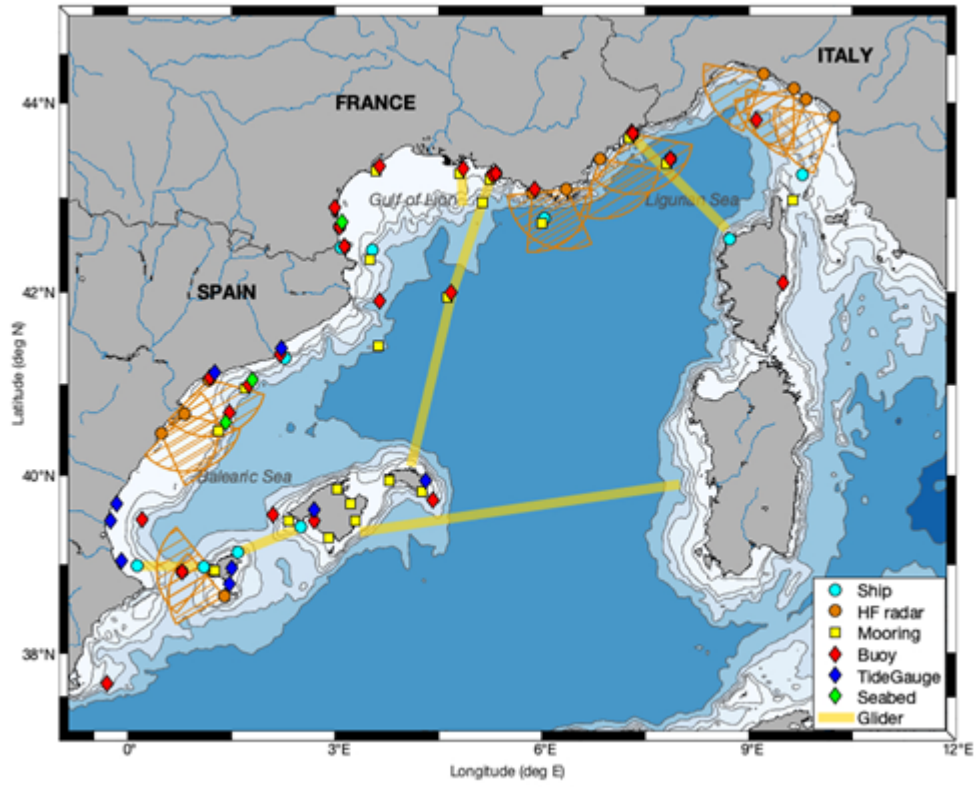 ITALY
FRANCE
44°N
Gulf of Lion
Ligurian Sea
SPAIN
42°N
Latitude (deg N)
40°N
Balearic Sea
38°N
Ship
HF radar
Mooring
Buoy
TideGauge
Seabed
Glider
0°
3°E
6°E
9°E
12°E
Longitude (deg E)